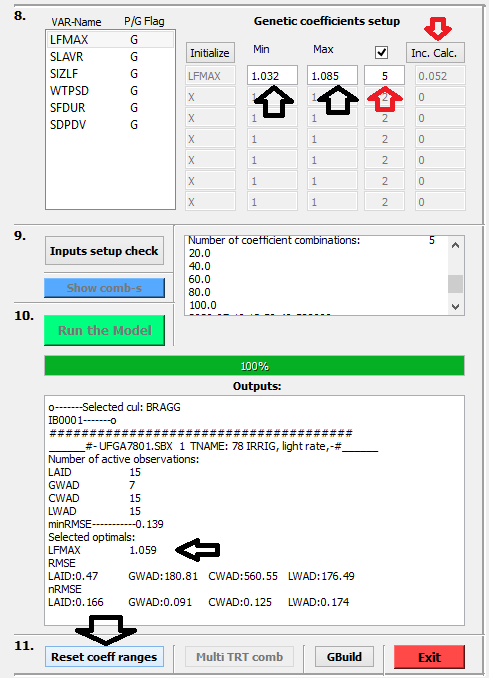 8.
VAR-Name P/G Flag
Genetic coefficients setup
LFMAX G
SLAVR G
SIZLF G
WTPSD G
SFDUR G
SDPDV G
Initialize Min Max Inc. Calc.
LFMAX 1.032 1.085 5 0.052
X 1 1 2 0
X 1 1 2 0
X 1 1 2 0
X 1 1 2 0
X 1 1 2 0
X 1 1 2 0
9.
Inputs setup check
Show comb-s
Number of coefficient combinations: 5
20.0
40.0
60.0
80.0
100.0
10.
Run the Model
100%
Outputs:
o-------Selected cul: BRAGG
IB0001-------o
#####################################
______#- UFGA7801.SBX 1 TNAME: 78 IRRIG, light rate,-#______
Number of active observations:
LAID 15
GWAD 7
CWAD 15
LWAD 15
minRMSE-----------0.139
Selected optimals:
LFMAX 1.059
RMSE
LAID:0.47 GWAD:180.81 CWAD:560.55 LWAD:176.49
nRMSE
LAID:0.166 GWAD:0.091 CWAD:0.125 LWAD:0.174
11.
Reset coeff ranges Multi TRT comb GBuild Exit